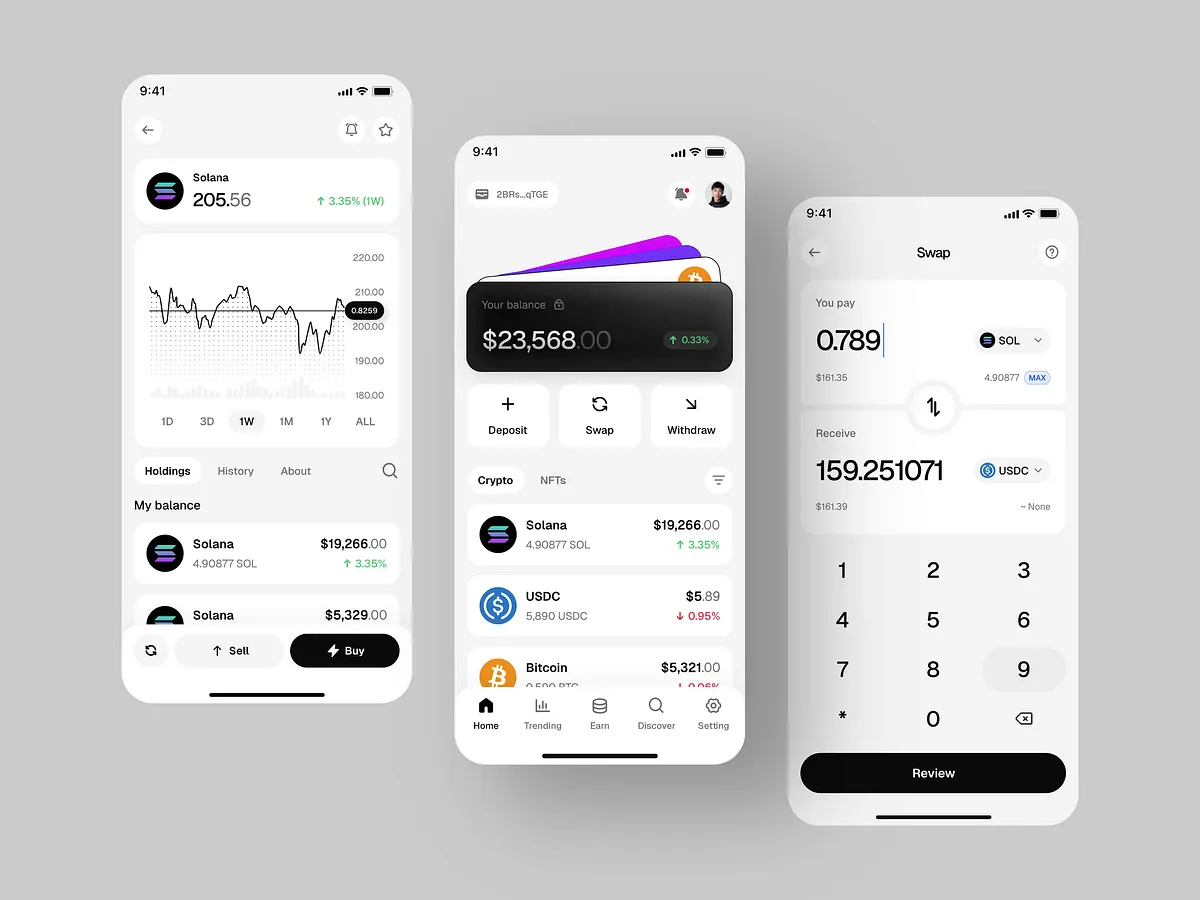 9:41
Solana
205.56
↑ 3.35% (1W)
220.00
210.00
0.8259
200.00
190.00
180.00
1D 3D 1W 1M 1Y ALL
Holdings History About
My balance
Solana $19,266.00
4.90877 SOL ↑ 3.35%
Solana $5,329.00
↑ Sell
Buy
9:41
2BRs...qTGE
Your balance
$23,568.00 ↑ 0.33%
Deposit Swap Withdraw
Crypto NFTs
Solana $19,266.00
4.90877 SOL ↑ 3.35%
USDC $5.89
5,890 USDC ↓ 0.95%
Bitcoin $5,321.00
Home Trending Earn Discover Setting
9:41
Swap
You pay
0.789 SOL
$161.35 4.90877 MAX
Receive
159.251071 USDC
$161.39 ~ None
1 2 3
4 5 6
7 8 9
* 0
Review